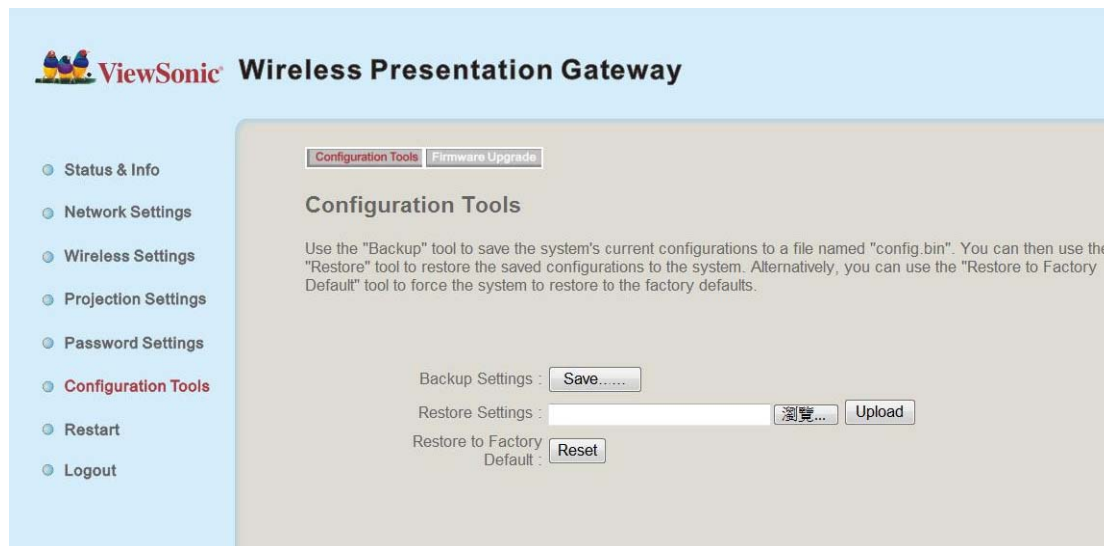 ViewSonic® Wireless Presentation Gateway
Status & Info
Network Settings
Wireless Settings
Projection Settings
Password Settings
Configuration Tools
Restart
Logout
Configuration Tools Firmware Upgrade
Configuration Tools
Use the "Backup" tool to save the system's current configurations to a file named "config.bin". You can then use the
"Restore" tool to restore the saved configurations to the system. Alternatively, you can use the "Restore to Factory
Default" tool to force the system to restore to the factory defaults.
Backup Settings : Save......
Restore Settings : 瀏覽... Upload
Restore to Factory
Default : Reset